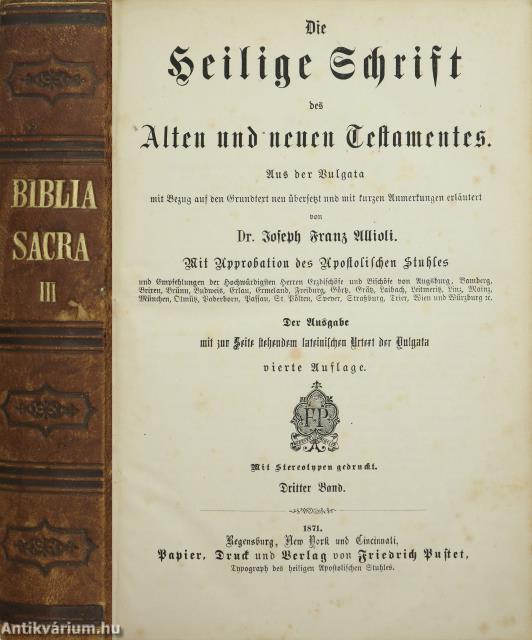 BIBLIA
SACRA
III
Die
Heilige Schrift
des
Alten und neuen Testamentes.
Aus der Vulgata
mit Bezug auf den Grundtext neu übersetzt und mit kurzen Anmerkungen erläutert
von
Dr. Joseph Franz Allioli.
Mit Approbation des Apostolischen Stuhles
und Empfehlungen der Hochwürdigsten Herren Erzbischöfe und Bischöfe von Augsburg, Bamberg,
Brixen, Brünn, Budweis, Erlau, Ermeland, Freiburg, Görz, Grätz, Laibach, Leitmeritz, Linz, Mainz,
München, Olmütz, Paderborn, Passau, St. Pölten, Speyer, Straßburg, Trier, Wien und Würzburg ꝛc.
Der Ausgabe
mit zur Seite stehendem lateinischen Urtext der Vulgata
vierte Auflage.
FP
Mit Stereotypen gedruckt.
Dritter Band.
1871.
Regensburg, New York und Cincinnati,
Papier, Druck und Verlag von Friedrich Pustet,
Typograph des heiligen Apostolischen Stuhles.
Antikvárium.hu